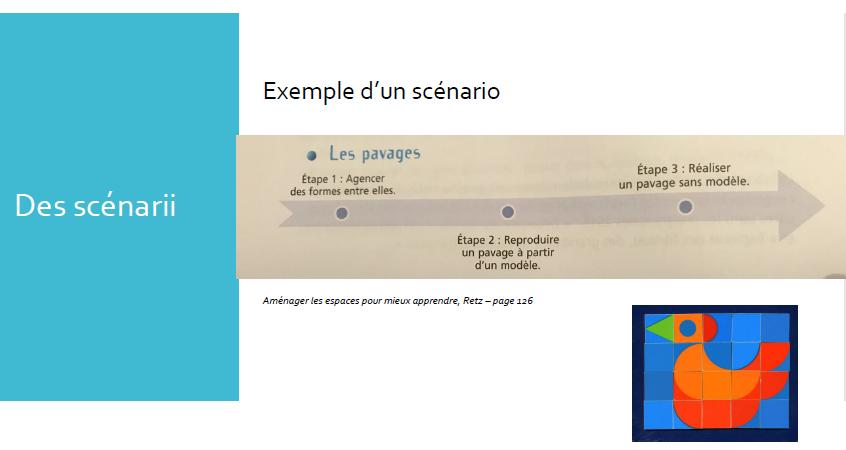 Des scénarii
Exemple d'un scénario
Les pavages
Étape 1 : Agencer
des formes entre elles.
Étape 2 : Reproduire
un pavage à partir
d'un modèle.
Étape 3 : Réaliser
un pavage sans modèle.
Aménager les espaces pour mieux apprendre, Retz – page 126